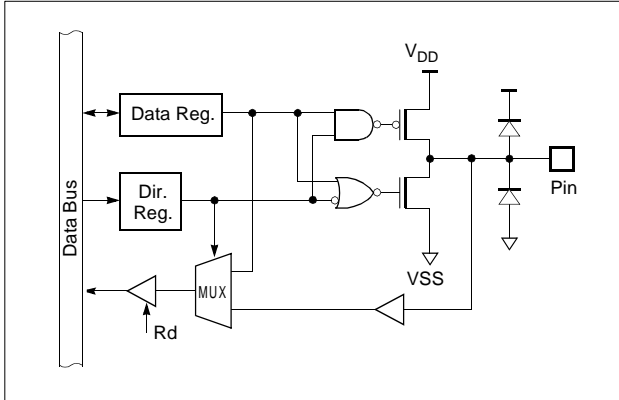 VDD
Data Reg.
Dir.
Reg.
Pin
Data Bus
VSS
MUX
Rd